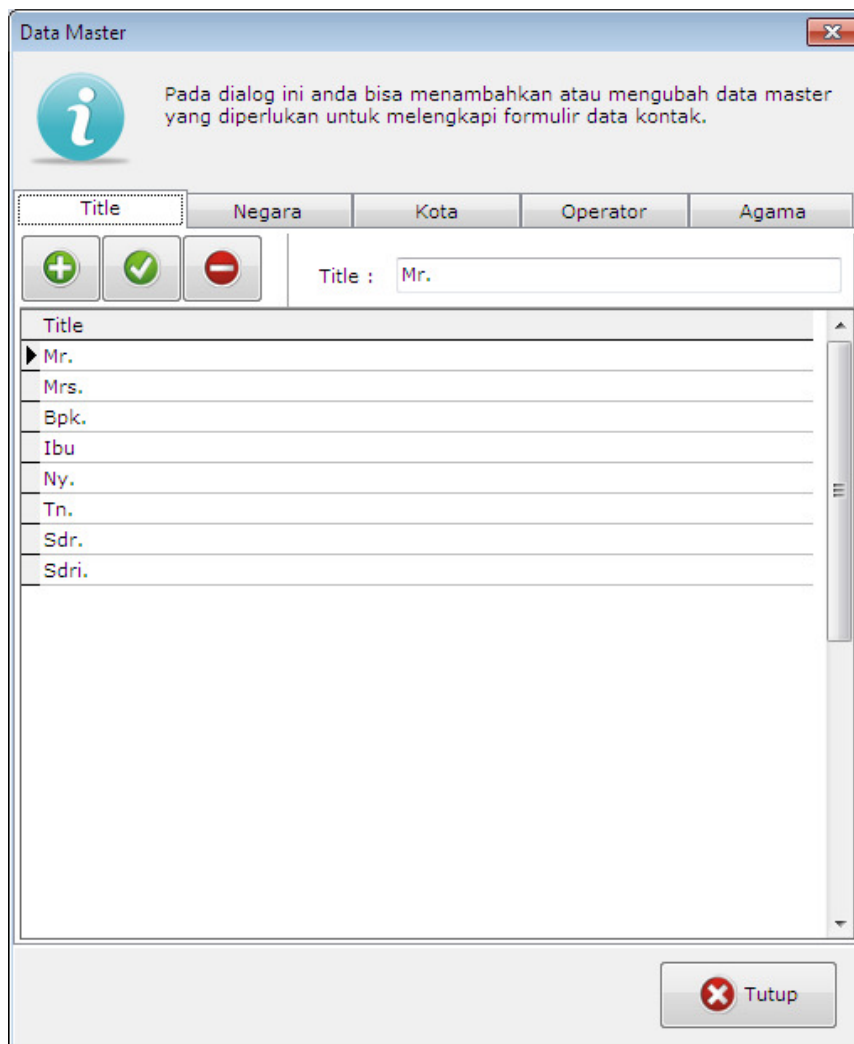 Data Master
Pada dialog ini anda bisa menambahkan atau mengubah data master
yang diperlukan untuk melengkapi formulir data kontak.
Title Negara Kota Operator Agama
Title : Mr.
Title
Mr.
Mrs.
Bpk.
Ibu
Ny.
Tn.
Sdr.
Sdri.
Tutup